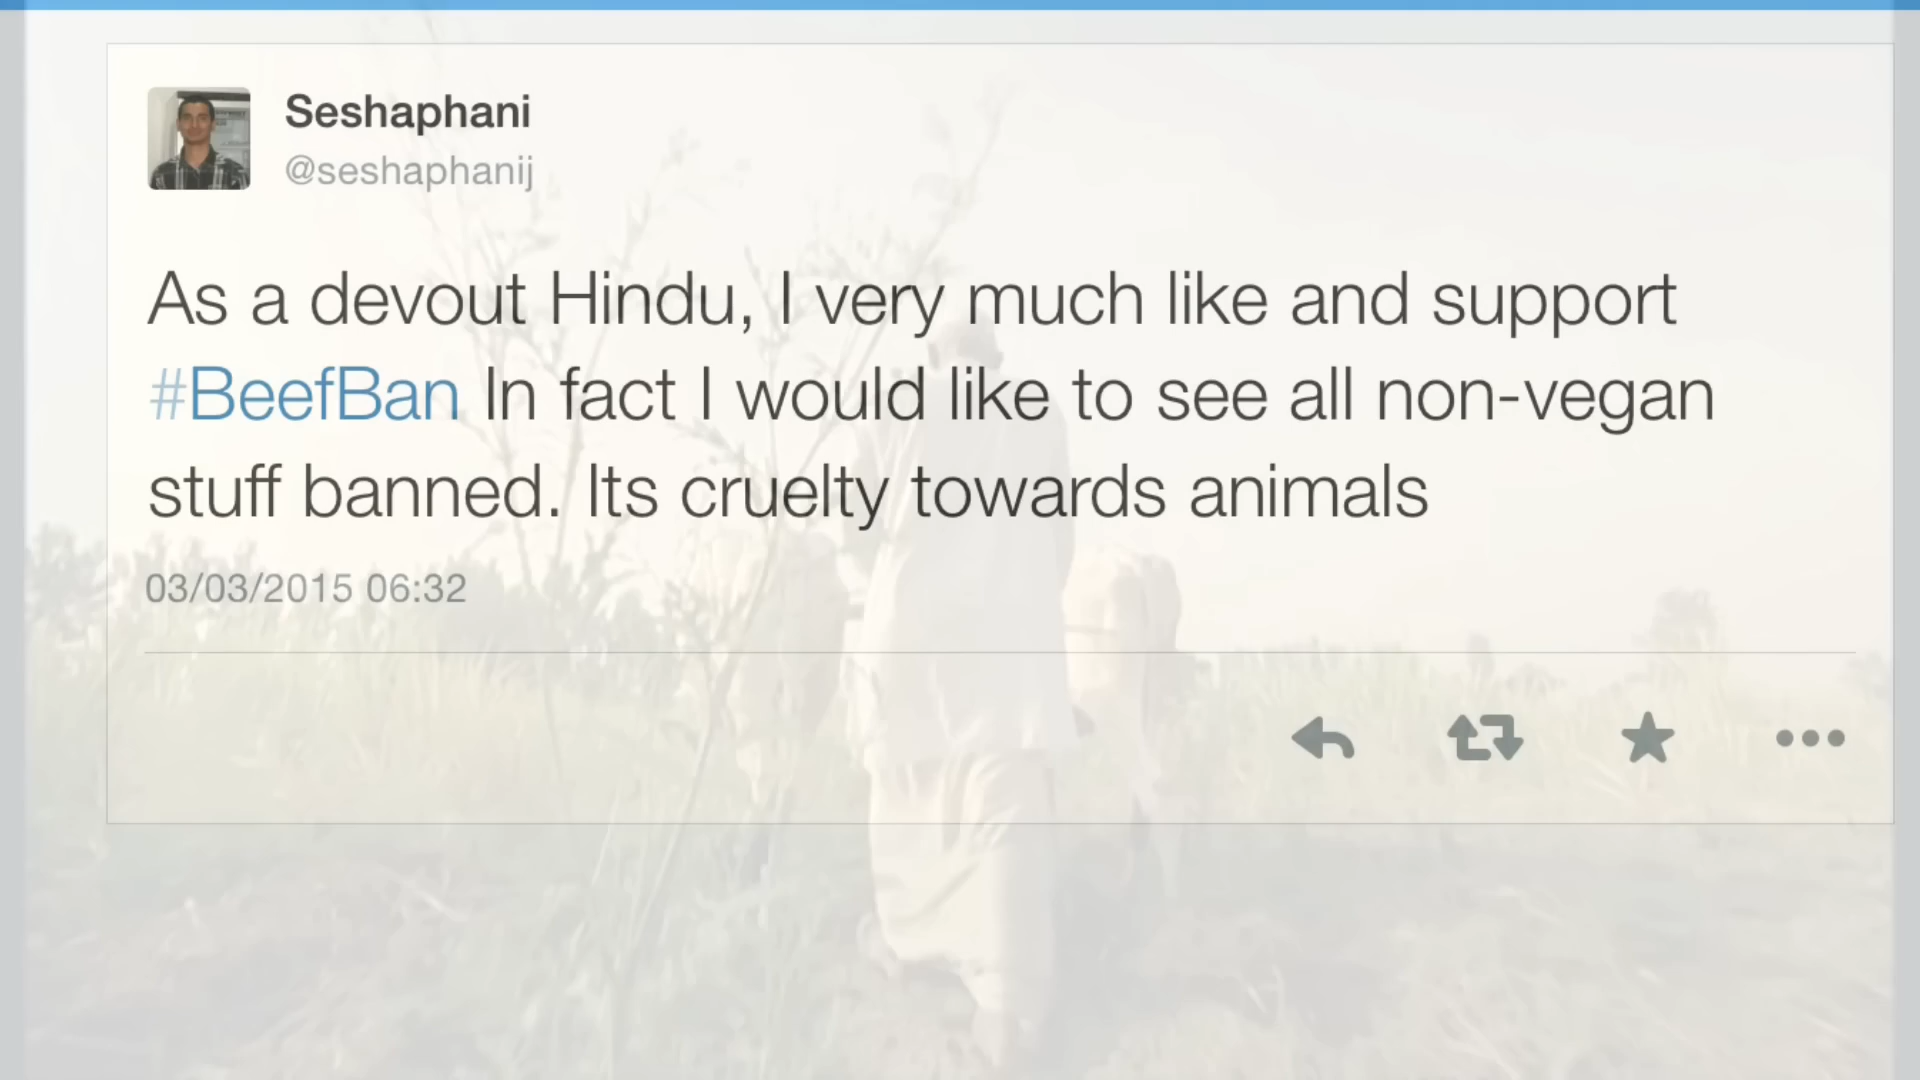 Seshaphani
@seshaphanij
As a devout Hindu, I very much like and support
#BeefBan In fact I would like to see all non-vegan
stuff banned. Its cruelty towards animals
03/03/2015 06:32